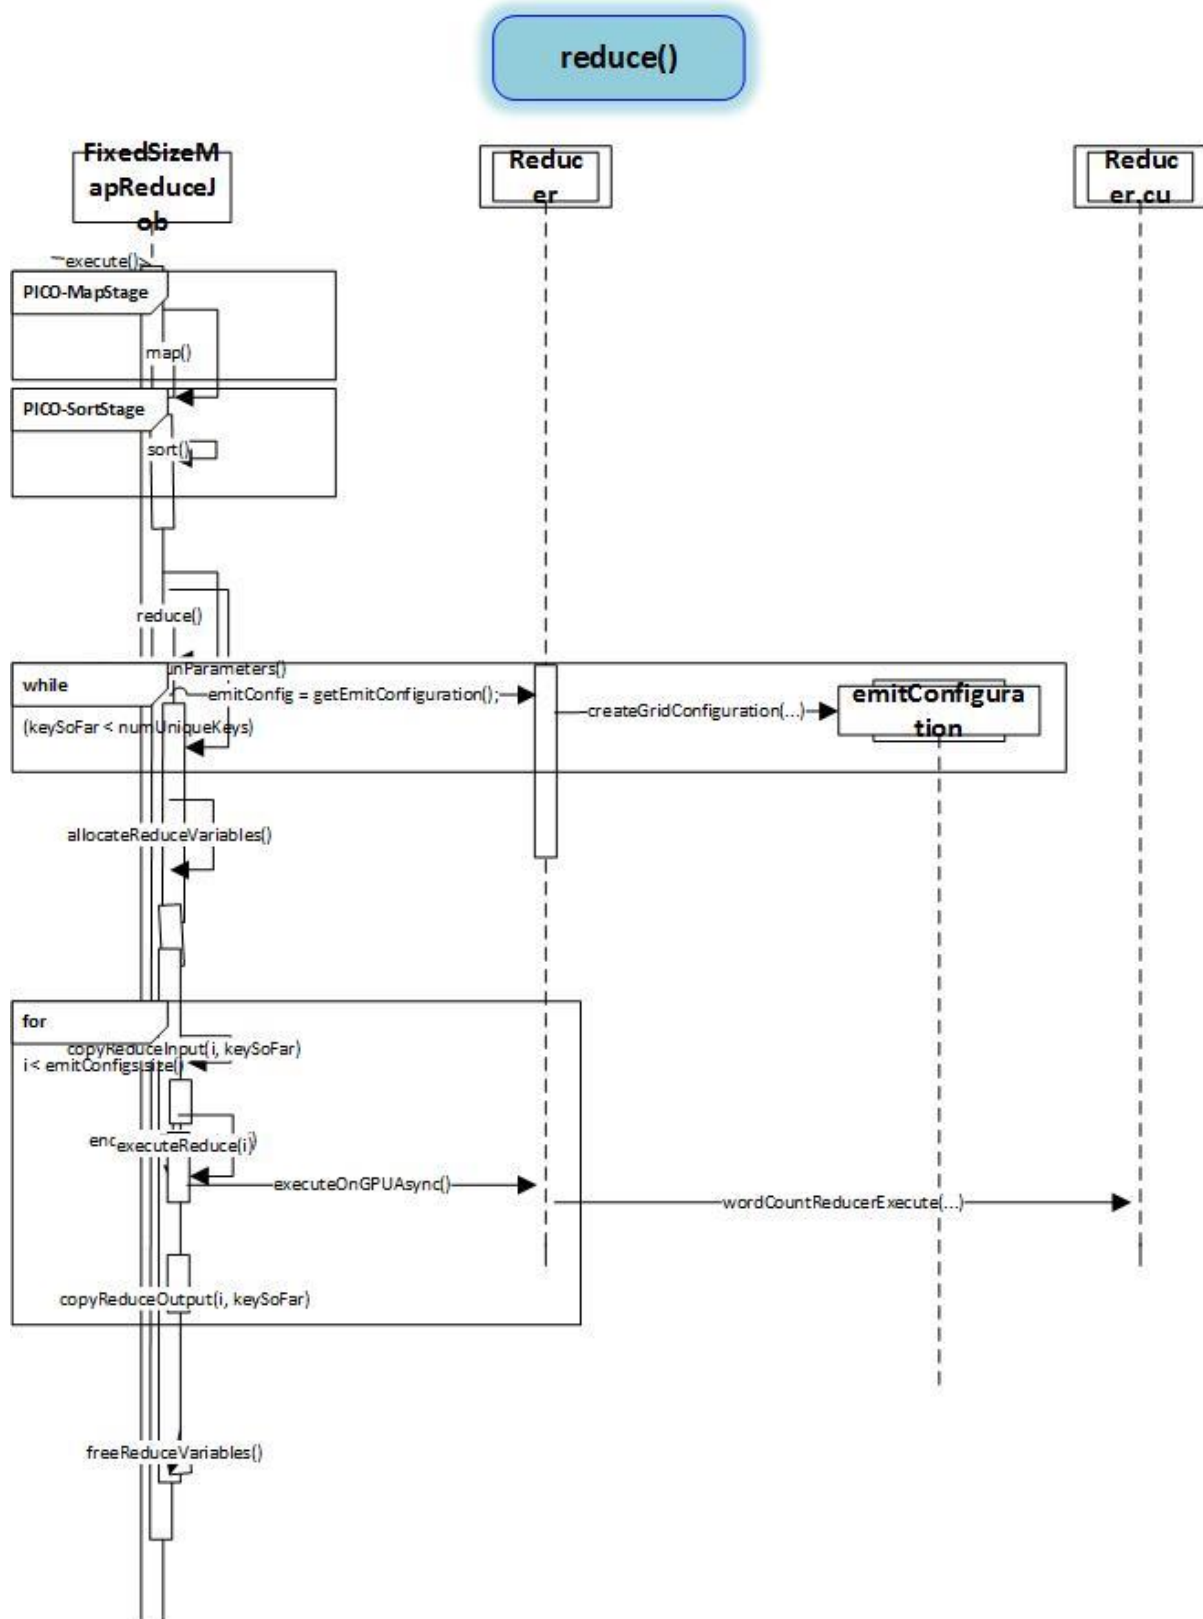 reduce()
FixedSizeM
apReduceJ
ob
Reduc
er
Reduc
er.cu
execute()
PICO-MapStage
map()
PICO-SortStage
sort()
reduce()
while
emitConfig = getEmitConfiguration();
createGridConfiguration(...)
emitConfigura
tion
(keySoFar < numUniqueKeys)
allocateReduceVariables()
for
copyReduceInput(i, keySoFar)
i< emitConfigs.size()
executeReduce(i)
executeOnGPUAsync()
wordCountReducerExecute(...)
copyReduceOutput(i, keySoFar)
freeReduceVariables()